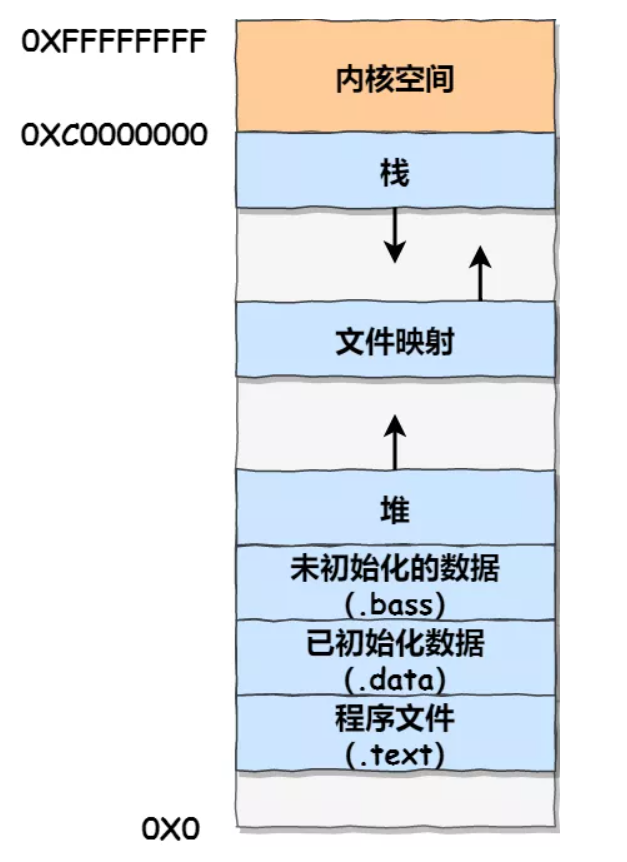 0XFFFFFFFF
内核空间
0XC0000000
栈
文件映射
堆
未初始化的数据
(.bass)
已初始化数据
(.data)
程序文件
(.text)
0X0